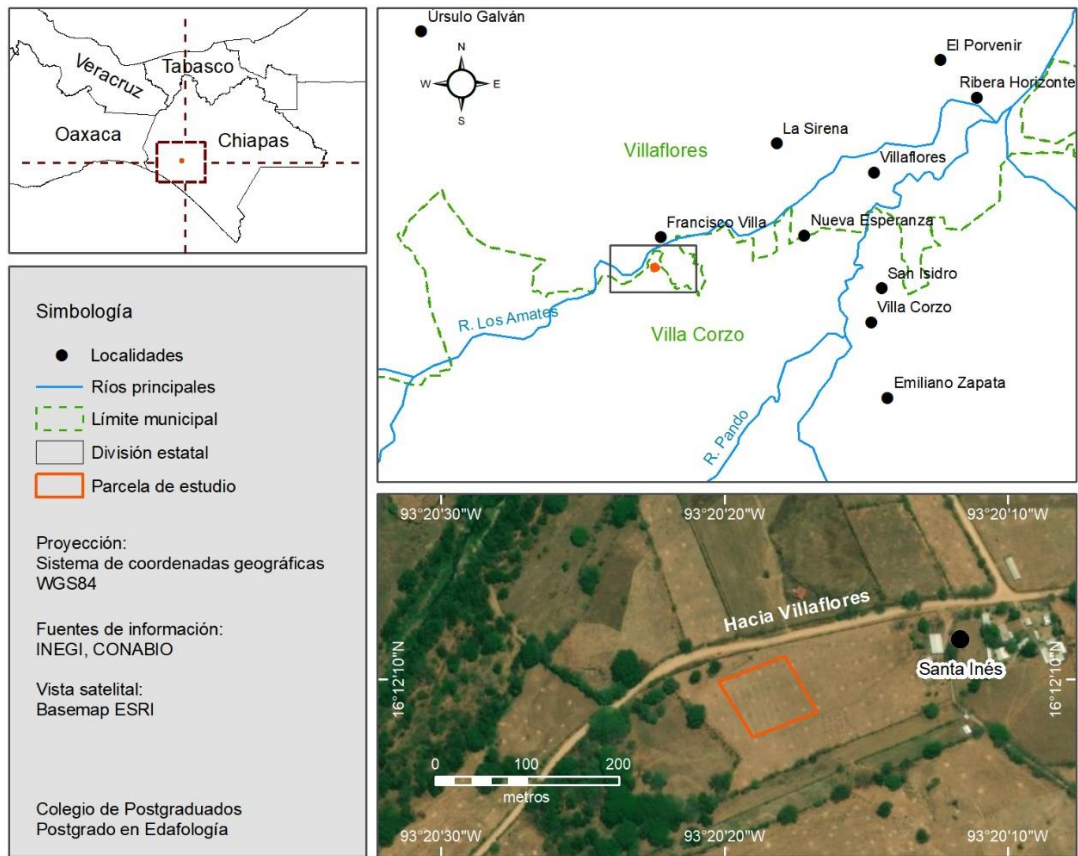 Veracruz
Tabasco
Oaxaca
Chiapas
Simbología
Localidades
Ríos principales
Límite municipal
División estatal
Parcela de estudio
Proyección:
Sistema de coordenadas geográficas
WGS84
Fuentes de información:
INEGI, CONABIO
Vista satelital:
Basemap ESRI
Colegio de Postgraduados
Postgrado en Edafología
Úrsulo Galván
N
W
E
S
El Porvenir
Ribera Horizonte
La Sirena
Villaflores
Villaflores
Francisco Villa
Nueva Esperanza
San Isidro
Villa Corzo
R. Los Amates
Villa Corzo
Emiliano Zapata
R. Pando
93°20'30"W
93°20'20"W
93°20'10"W
Hacia Villaflores
Santa Inés
16°12'10"N
16°12'10"N
0 100 200
metros
93°20'30"W
93°20'20"W
93°20'10"W